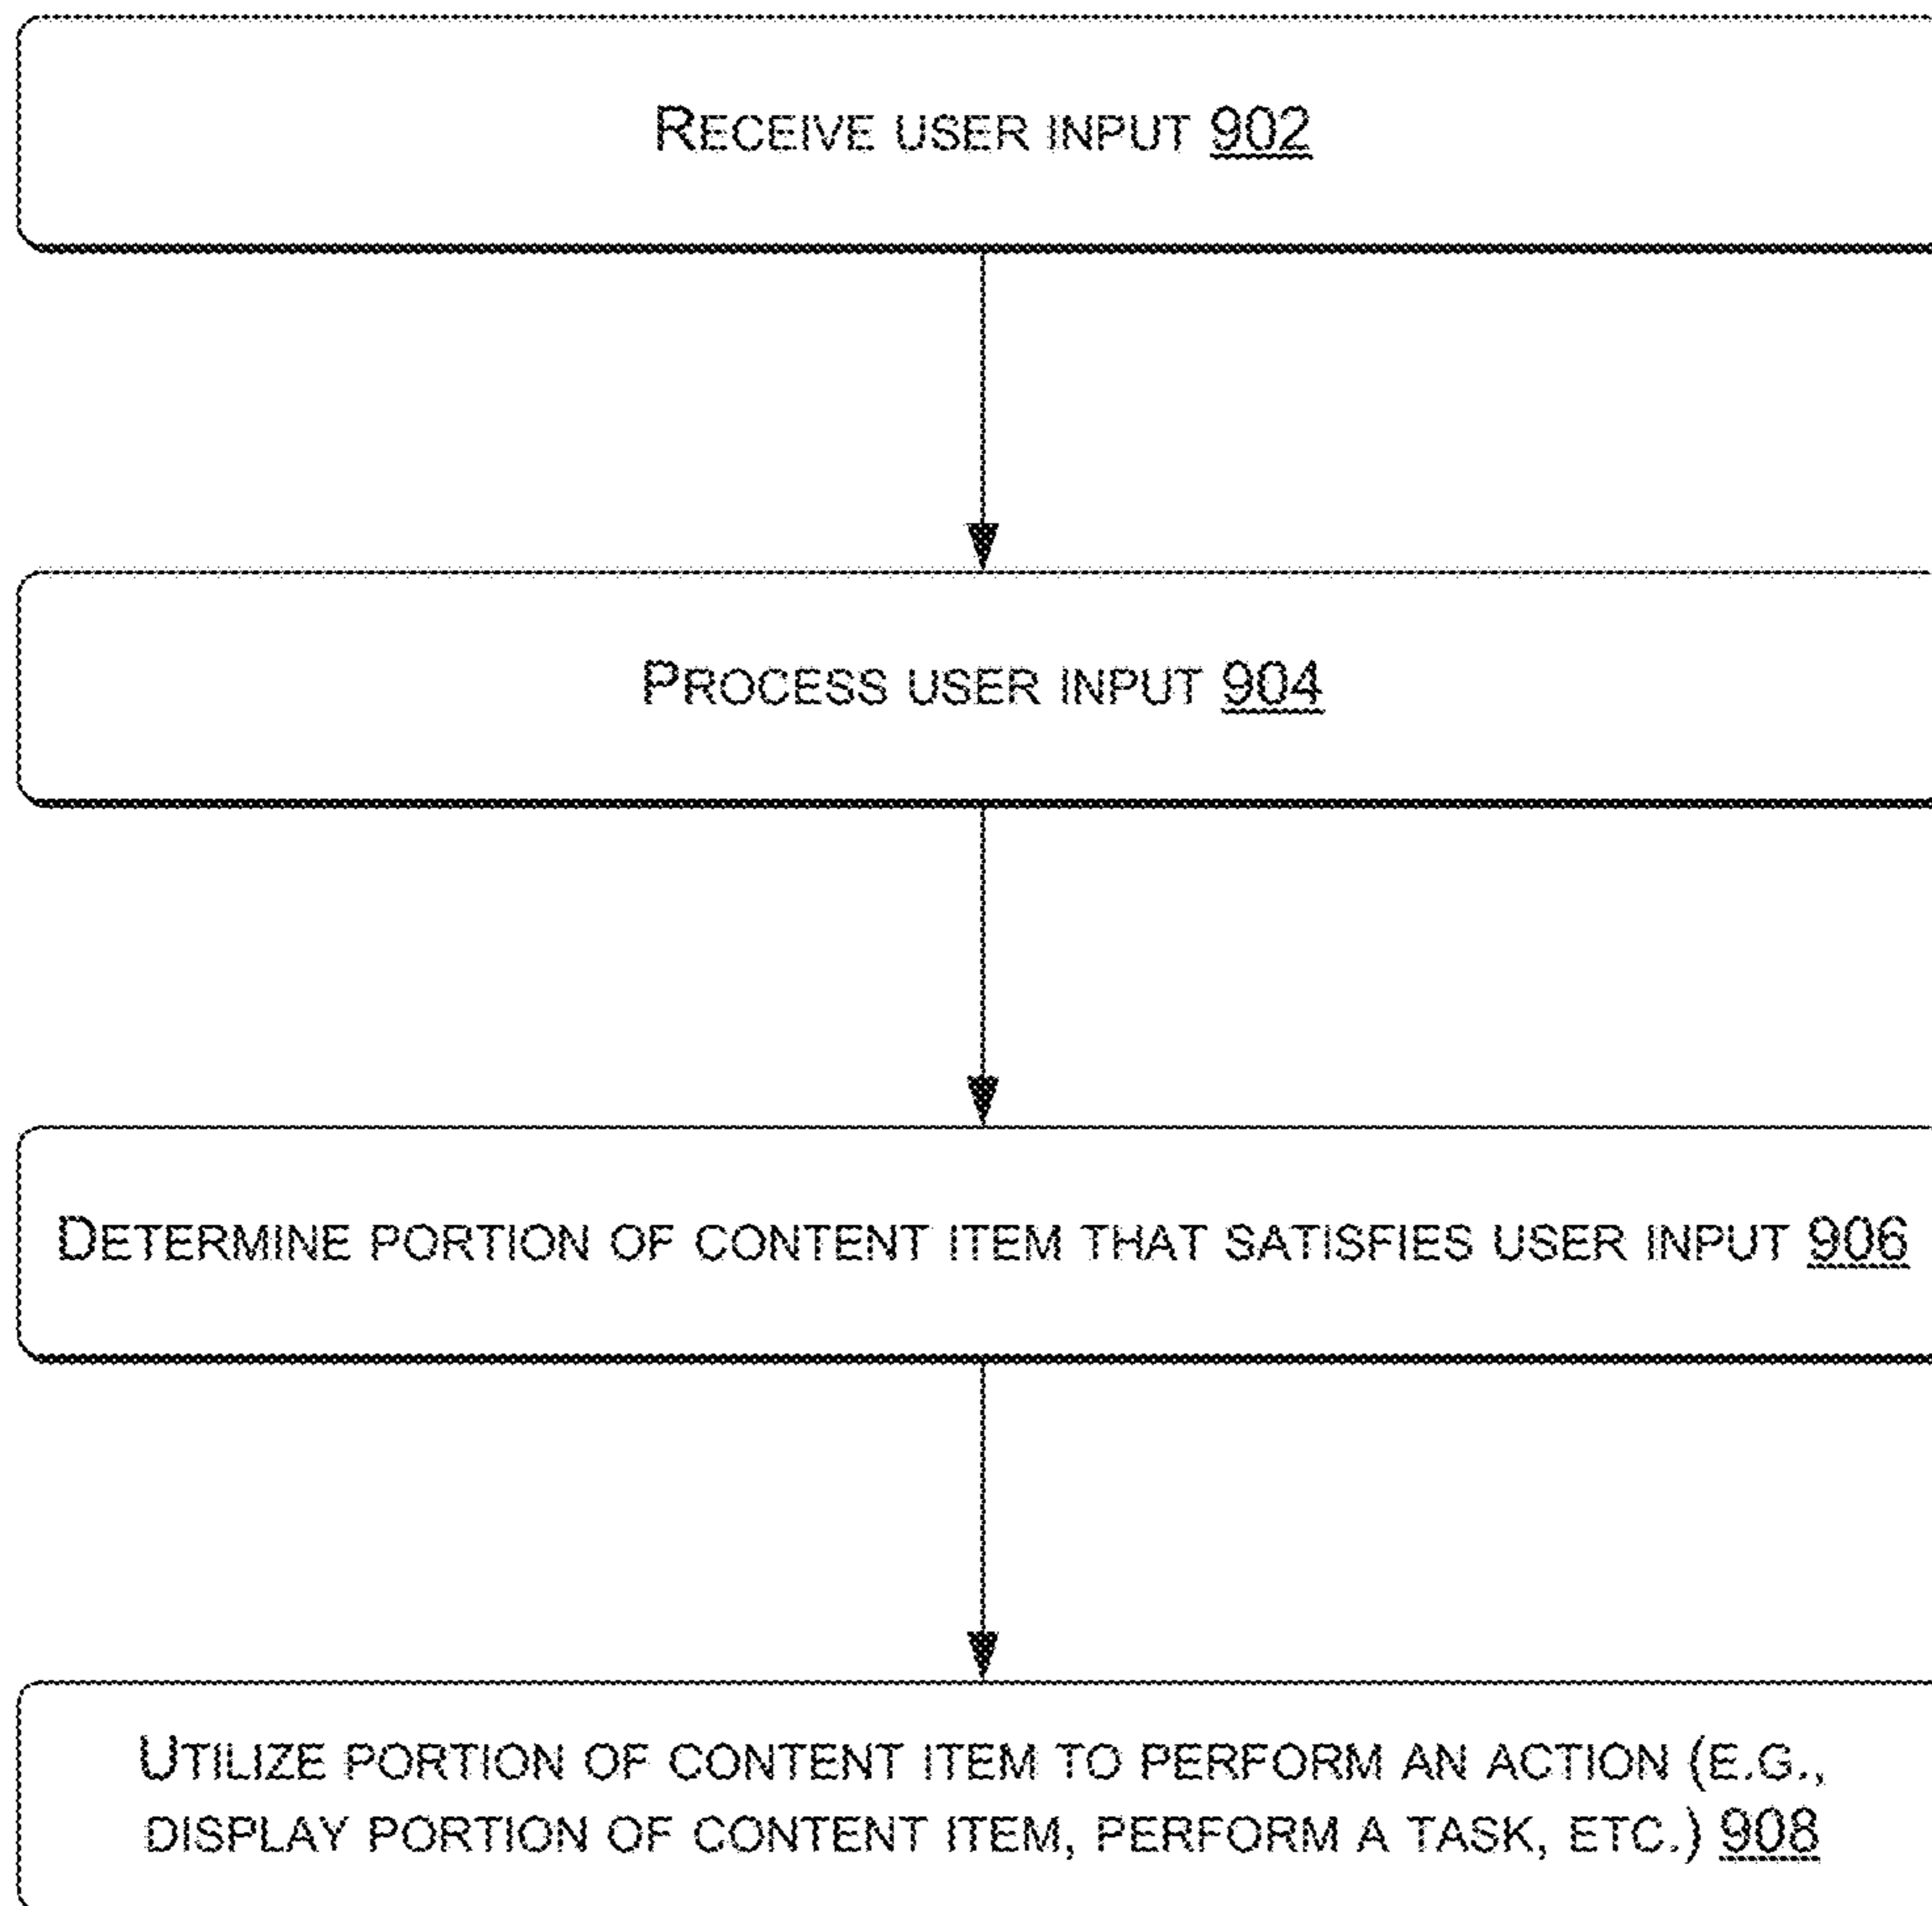 RECEIVE USER INPUT 902
PROCESS USER INPUT 904
DETERMINE PORTION OF CONTENT ITEM THAT SATISFIES USER INPUT 906
UTILIZE PORTION OF CONTENT ITEM TO PERFORM AN ACTION (E.G.,
DISPLAY PORTION OF CONTENT ITEM, PERFORM A TASK, ETC.) 908